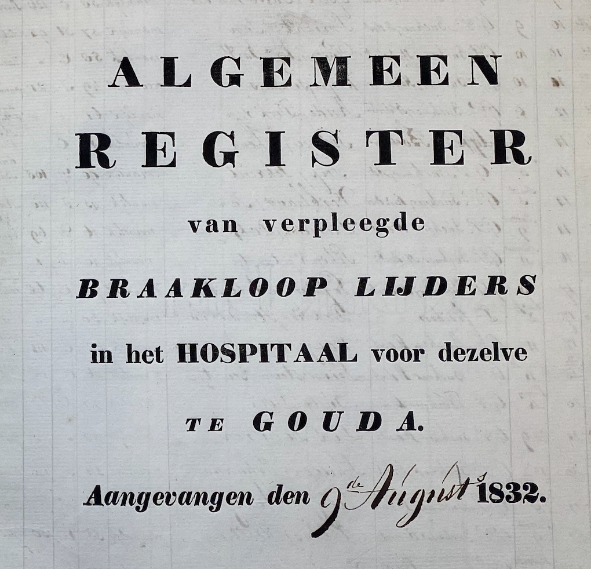 ALGEMEEN
REGISTER
van verpleegde
BRAAKLOOP LIJDERS
in het HOSPITAAL voor dezelve
TE GOUDA.
Aangevangen den 9de Augusts 1832.